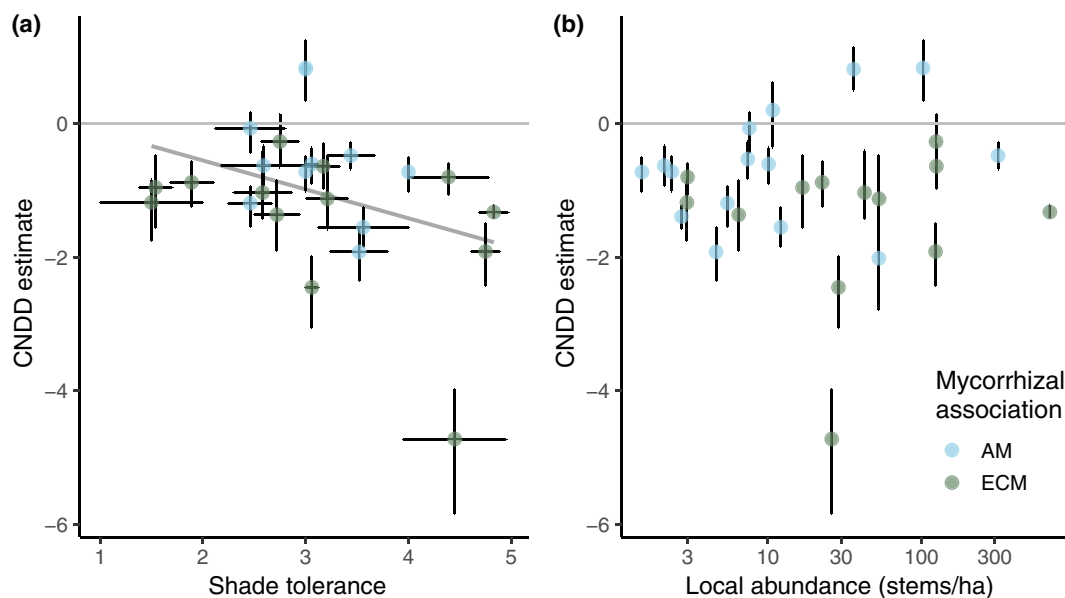 (a)
CNDD estimate
0
−2
−4
−6
1 2 3 4 5
Shade tolerance
(b)
CNDD estimate
0
−2
−4
−6
3 10 30 100 300
Local abundance (stems/ha)
Mycorrhizal
association
AM
ECM